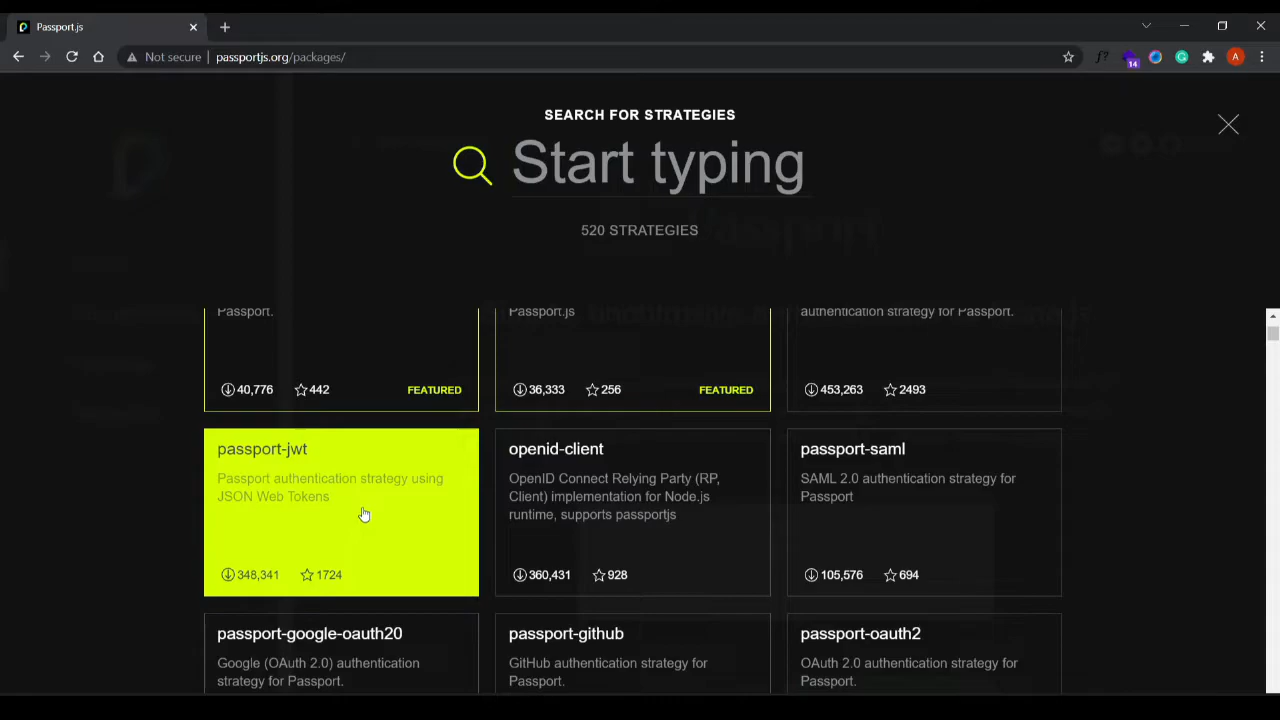 Passport.js
Not secure
passportjs.org/packages/
14
A
SEARCH FOR STRATEGIES
Start typing
520 STRATEGIES
Passport.
Passport.js
authentication strategy for Passport.
40,776 442 FEATURED
36,333 256 FEATURED
453,263 2493
passport-jwt
Passport authentication strategy using
JSON Web Tokens
348,341 1724
openid-client
OpenID Connect Relying Party (RP,
Client) implementation for Node.js
runtime, supports passportjs
360,431 928
passport-saml
SAML 2.0 authentication strategy for
Passport
105,576 694
passport-google-oauth20
Google (OAuth 2.0) authentication
strategy for Passport.
passport-github
GitHub authentication strategy for
Passport.
passport-oauth2
OAuth 2.0 authentication strategy for
Passport.